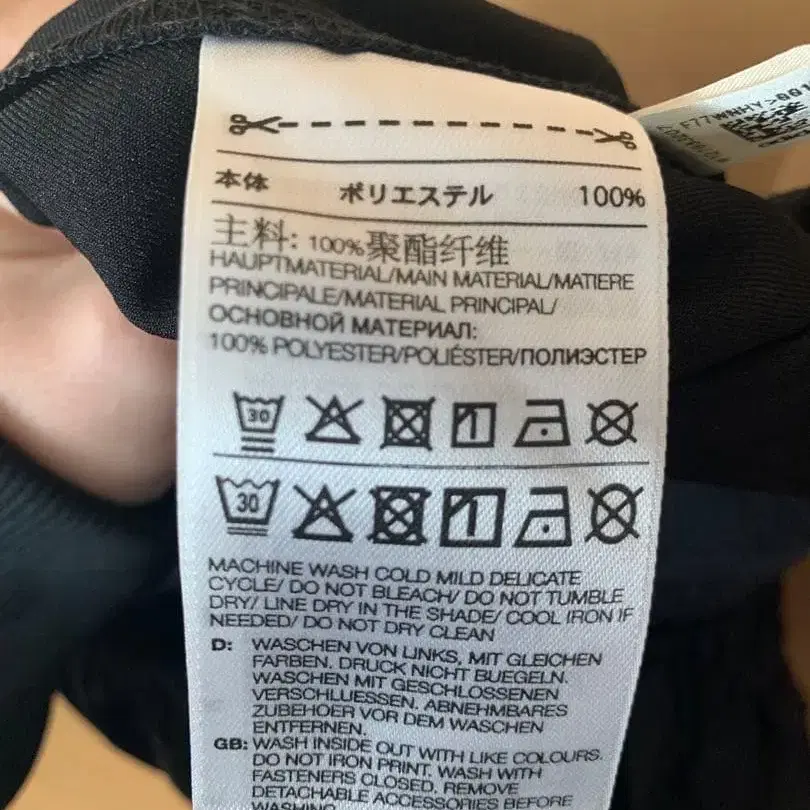 本体 ポリエステル 100%
主料: 100%聚酯纤维
HAUPTMATERIAL/MAIN MATERIAL/MATIERE
PRINCIPALE/MATERIAL PRINCIPAL/
ОСНОВНОЙ МАТЕРИАЛ:
100% POLYESTER/POLIÉSTER/ПОЛИЭСТЕР
30
30
MACHINE WASH COLD MILD DELICATE
CYCLE/ DO NOT BLEACH/ DO NOT TUMBLE
DRY/ LINE DRY IN THE SHADE/ COOL IRON IF
NEEDED/ DO NOT DRY CLEAN
D: WASCHEN VON LINKS, MIT GLEICHEN
FARBEN. DRUCK NICHT BUEGELN.
WASCHEN MIT GESCHLOSSENEN
VERSCHLUESSEN. ABNEHMBARES
ZUBEHOER VOR DEM WASCHEN
ENTFERNEN.
GB: WASH INSIDE OUT WITH LIKE COLOURS.
DO NOT IRON PRINT. WASH WITH
FASTENERS CLOSED. REMOVE
DETACHABLE ACCESSORIES BEFORE
WASHING.